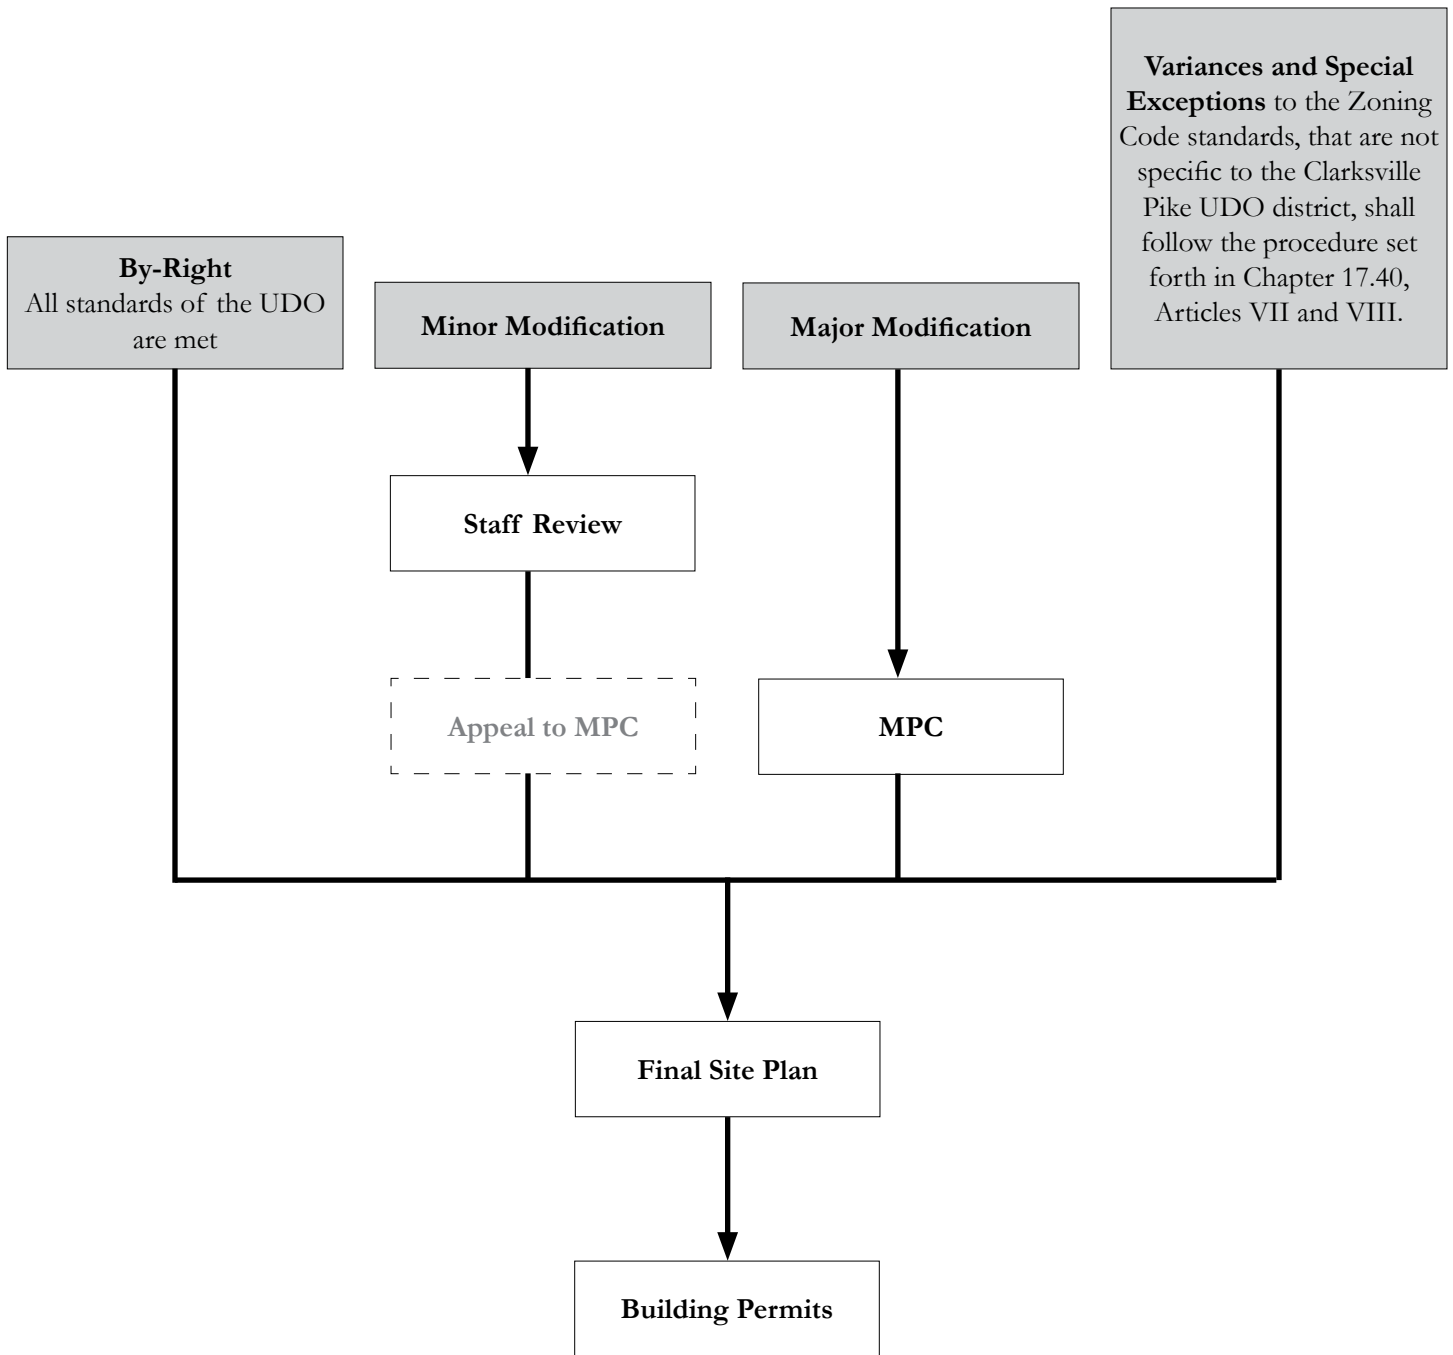 By-Right
All standards of the UDO
are met
Minor Modification
Major Modification
Variances and Special
Exceptions to the Zoning
Code standards, that are not
specific to the Clarksville
Pike UDO district, shall
follow the procedure set
forth in Chapter 17.40,
Articles VII and VIII.
Staff Review
Appeal to MPC
MPC
Final Site Plan
Building Permits